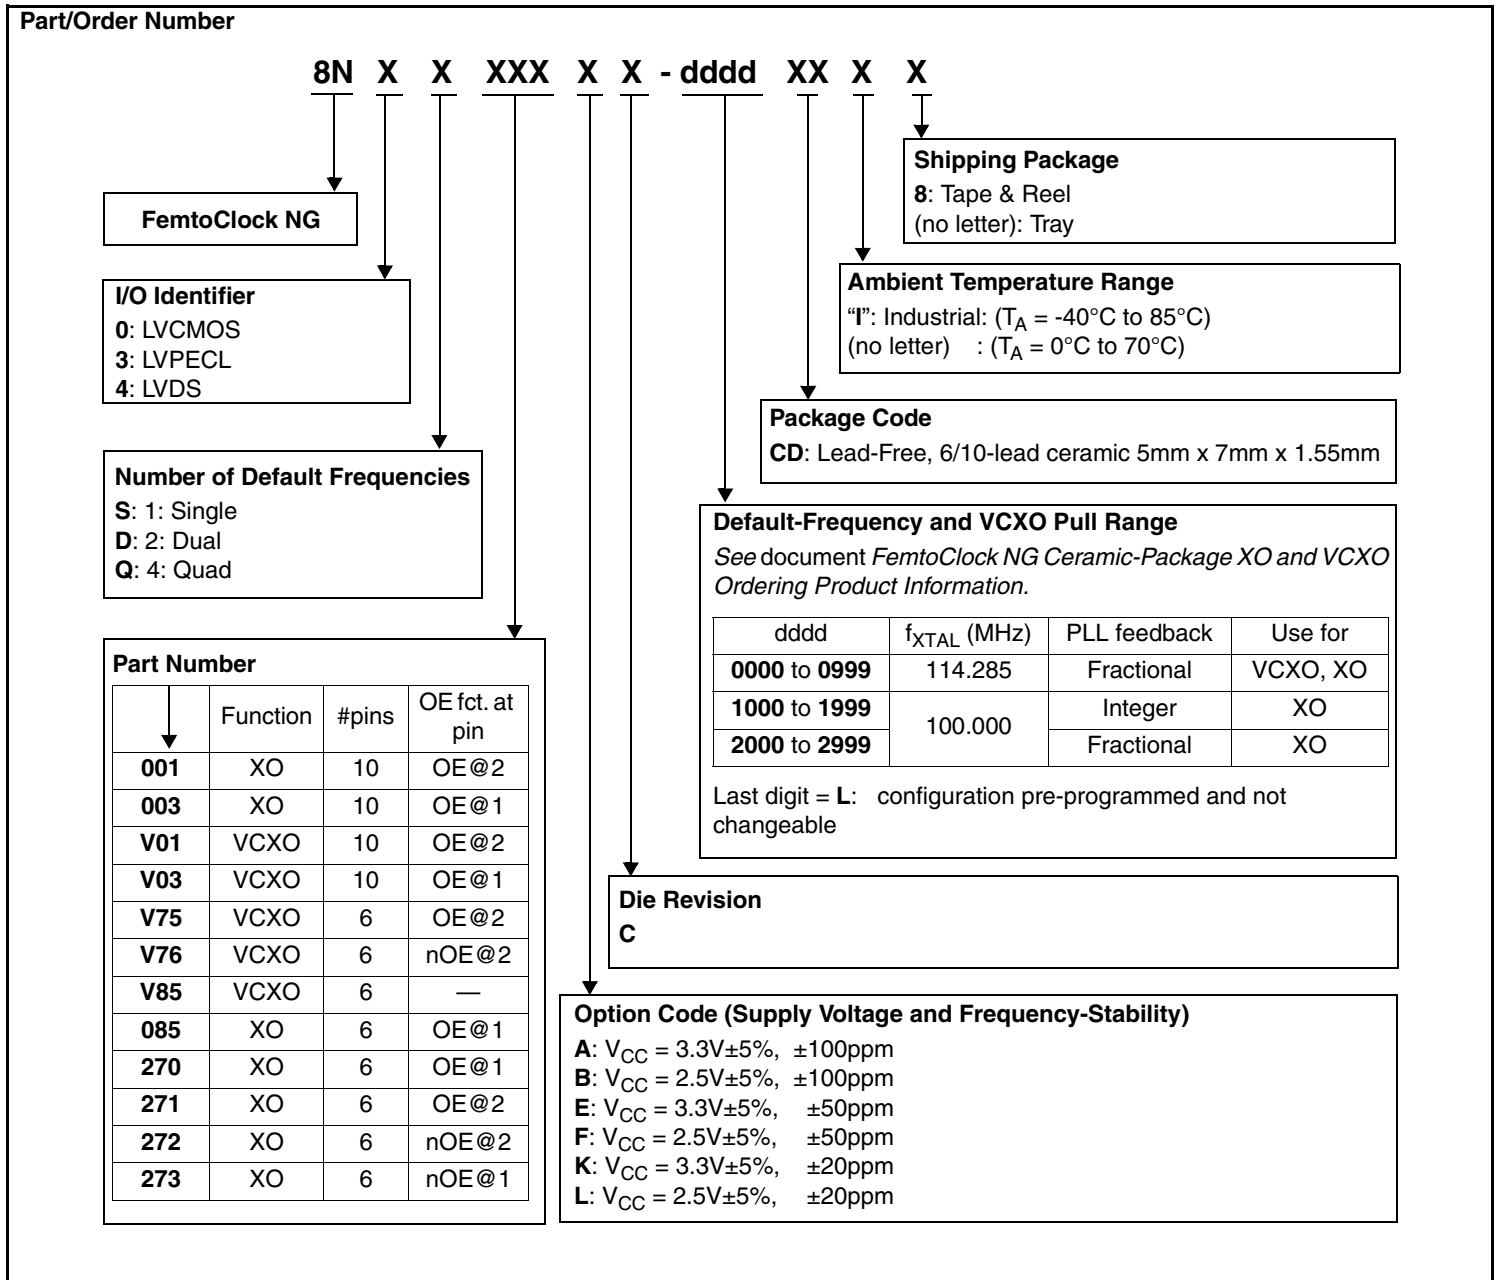 Part/Order Number
8N X X XXX X X - dddd XX X X
Shipping Package
8: Tape & Reel
(no letter): Tray
FemtoClock NG
Ambient Temperature Range
“I”: Industrial: (TA = -40°C to 85°C)
(no letter) : (TA = 0°C to 70°C)
I/O Identifier
0: LVCMOS
3: LVPECL
4: LVDS
Package Code
CD: Lead-Free, 6/10-lead ceramic 5mm x 7mm x 1.55mm
Number of Default Frequencies
S: 1: Single
D: 2: Dual
Q: 4: Quad
Default-Frequency and VCXO Pull Range
See document FemtoClock NG Ceramic-Package XO and VCXO
Ordering Product Information.
dddd fXTAL (MHz) PLL feedback Use for
0000 to 0999 114.285 Fractional VCXO, XO
1000 to 1999 100.000 Integer XO
2000 to 2999 Fractional XO
Last digit = L: configuration pre-programmed and not
changeable
Part Number
Function #pins OE fct. at
pin
001 XO 10 OE@2
003 XO 10 OE@1
V01 VCXO 10 OE@2
V03 VCXO 10 OE@1
V75 VCXO 6 OE@2
V76 VCXO 6 nOE@2
V85 VCXO 6 —
085 XO 6 OE@1
270 XO 6 OE@1
271 XO 6 OE@2
272 XO 6 nOE@2
273 XO 6 nOE@1
Die Revision
C
Option Code (Supply Voltage and Frequency-Stability)
A: VCC = 3.3V±5%, ±100ppm
B: VCC = 2.5V±5%, ±100ppm
E: VCC = 3.3V±5%, ±50ppm
F: VCC = 2.5V±5%, ±50ppm
K: VCC = 3.3V±5%, ±20ppm
L: VCC = 2.5V±5%, ±20ppm